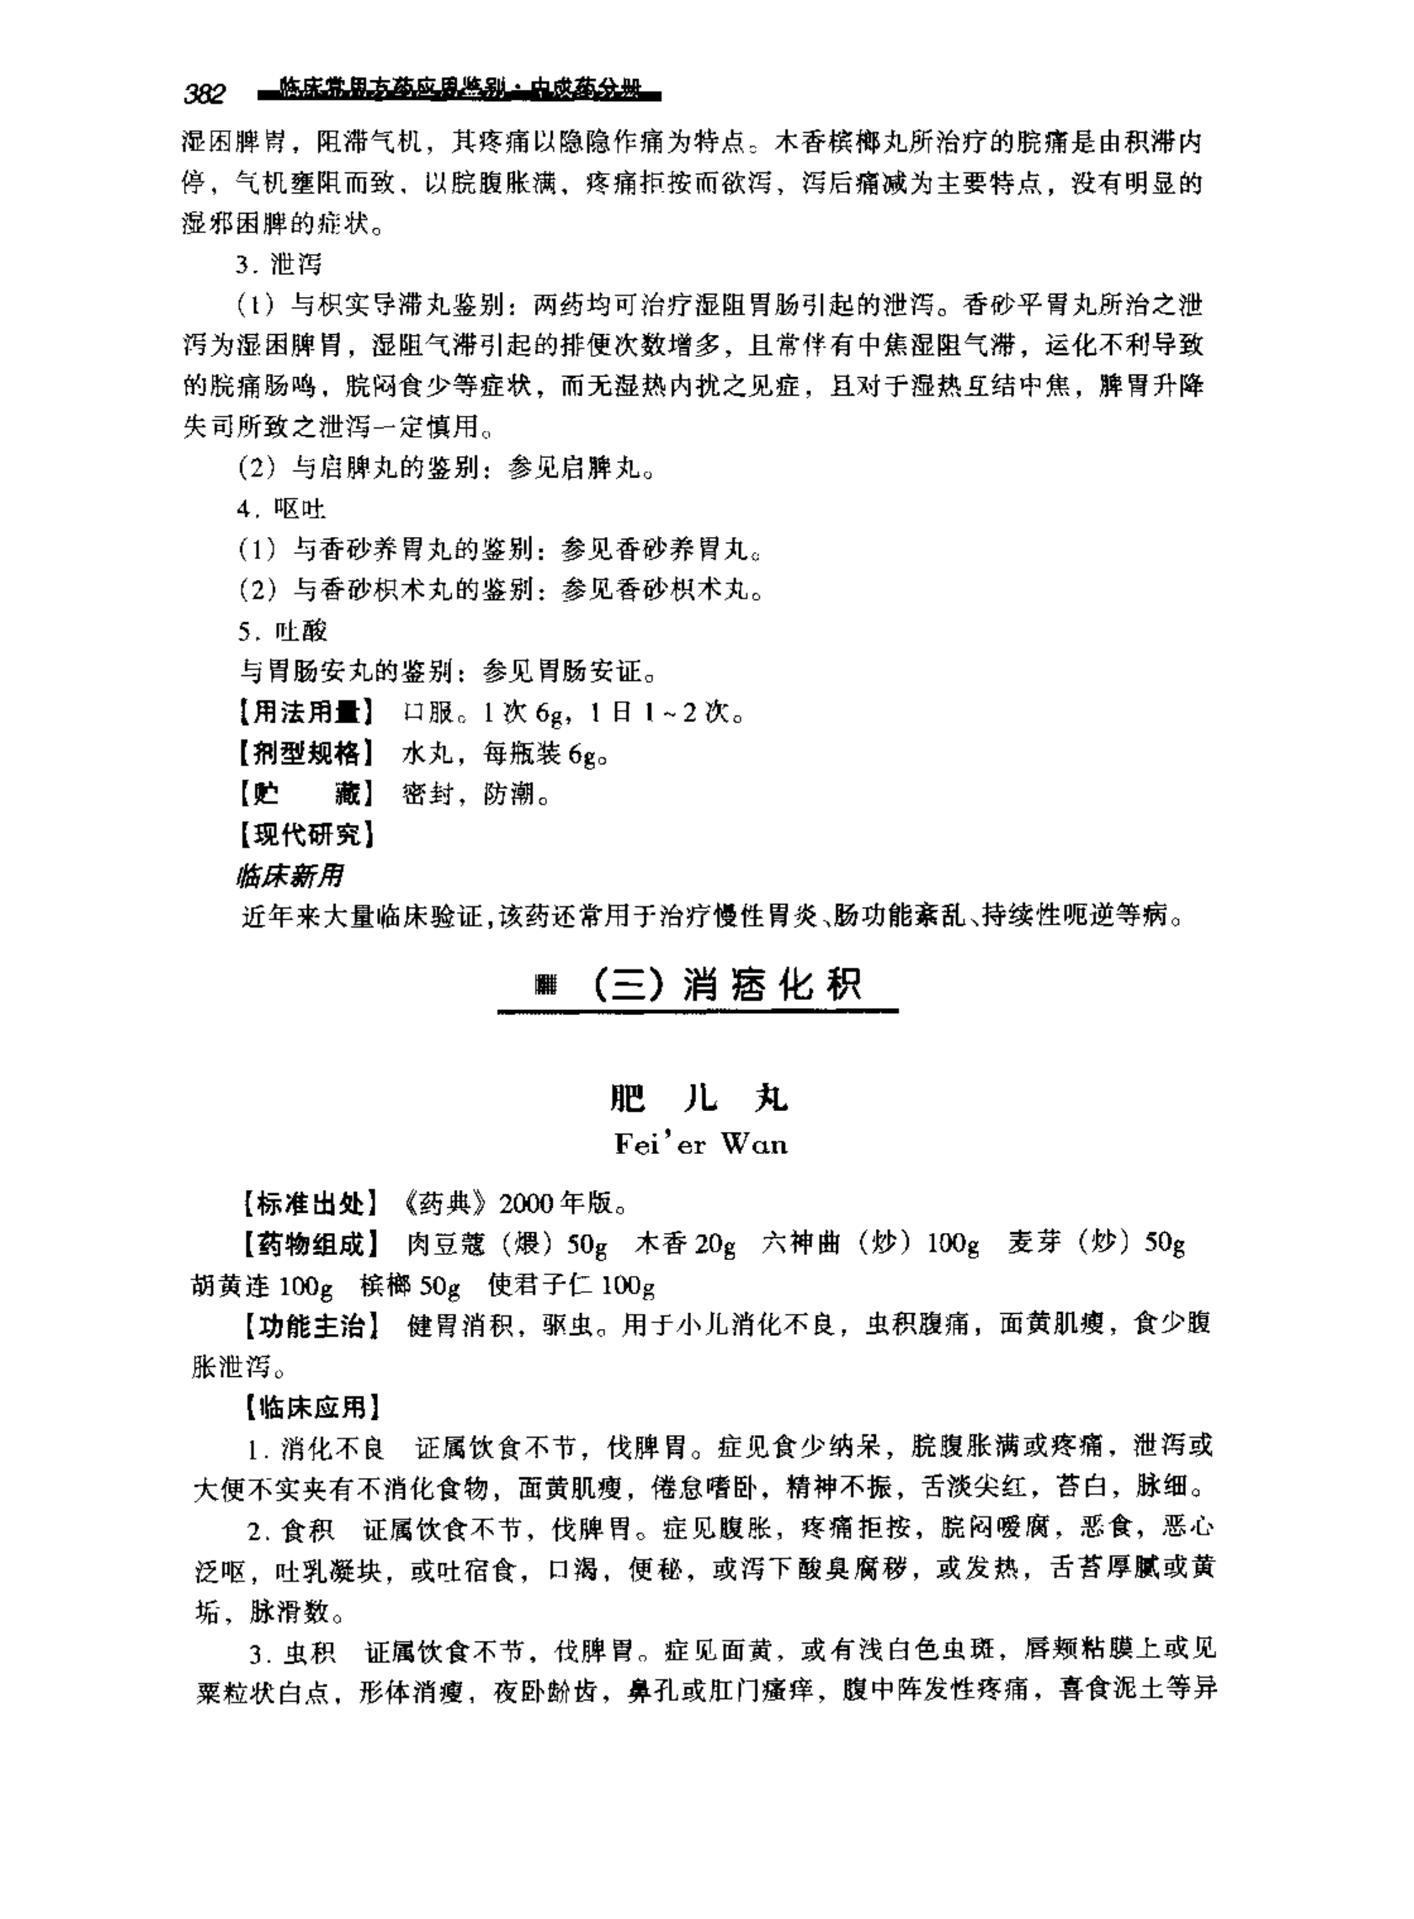 382 临床常用方药应用鉴别·中成药分册
湿困脾胃，阻滞气机，其疼痛以隐隐作痛为特点。木香槟榔丸所治疗的脘痛是由积滞内
停，气机壅阻而致，以脘腹胀满，疼痛拒按而欲泻，泻后痛减为主要特点，没有明显的
湿邪困脾的症状。
3. 泄泻
（1）与枳实导滞丸鉴别：两药均可治疗湿阻胃肠引起的泄泻。香砂平胃丸所治之泄
泻为湿困脾胃，湿阻气滞引起的排便次数增多，且常伴有中焦湿阻气滞，运化不利导致
的脘痛肠鸣，脘闷食少等症状，而无湿热内扰之见症，且对于湿热互结中焦，脾胃升降
失司所致之泄泻一定慎用。
（2）与启脾丸的鉴别：参见启脾丸。
4. 呕吐
（1）与香砂养胃丸的鉴别：参见香砂养胃丸。
（2）与香砂枳术丸的鉴别：参见香砂枳术丸。
5. 吐酸
与胃肠安丸的鉴别：参见胃肠安证。
【用法用量】 口服。1次6g，1日1~2次。
【剂型规格】 水丸，每瓶装6g。
【贮　　藏】 密封，防潮。
【现代研究】
临床新用
近年来大量临床验证，该药还常用于治疗慢性胃炎、肠功能紊乱、持续性呃逆等病。
（三）消痞化积
肥 儿 丸
Fei'er Wan
【标准出处】《药典》2000年版。
【药物组成】 肉豆蔻（煨）50g 木香20g 六神曲（炒）100g 麦芽（炒）50g
胡黄连100g 槟榔50g 使君子仁100g
【功能主治】 健胃消积，驱虫。用于小儿消化不良，虫积腹痛，面黄肌瘦，食少腹
胀泄泻。
【临床应用】
1. 消化不良 证属饮食不节，伐脾胃。症见食少纳呆，脘腹胀满或疼痛，泄泻或
大便不实夹有不消化食物，面黄肌瘦，倦怠嗜卧，精神不振，舌淡尖红，苔白，脉细。
2. 食积 证属饮食不节，伐脾胃。症见腹胀，疼痛拒按，脘闷嗳腐，恶食，恶心
泛呕，吐乳凝块，或吐宿食，口渴，便秘，或泻下酸臭腐秽，或发热，舌苔厚腻或黄
垢，脉滑数。
3. 虫积 证属饮食不节，伐脾胃。症见面黄，或有浅白色虫斑，唇颊粘膜上或见
粟粒状白点，形体消瘦，夜卧龂齿，鼻孔或肛门瘙痒，腹中阵发性疼痛，喜食泥土等异